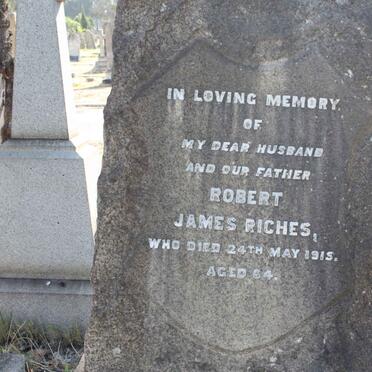 IN LOVING MEMORY.
OF
MY DEAR HUSBAND
AND OUR FATHER
ROBERT
JAMES RICHES,
WHO DIED 24TH MAY 1915.
AGED 64.